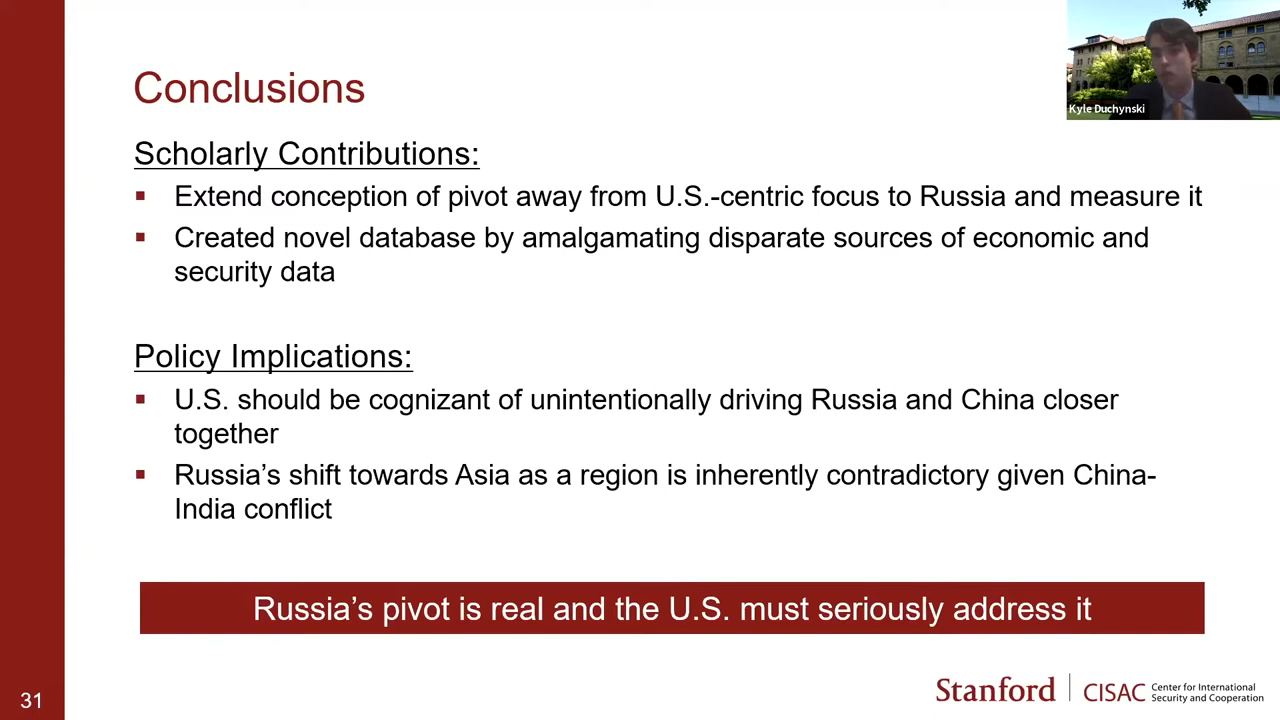 Conclusions
Kyle Duchynski
Scholarly Contributions:
▪ Extend conception of pivot away from U.S.-centric focus to Russia and measure it
▪ Created novel database by amalgamating disparate sources of economic and
security data
Policy Implications:
▪ U.S. should be cognizant of unintentionally driving Russia and China closer
together
▪ Russia’s shift towards Asia as a region is inherently contradictory given China-
India conflict
Russia’s pivot is real and the U.S. must seriously address it
31
Stanford | CISAC Center for International
Security and Cooperation